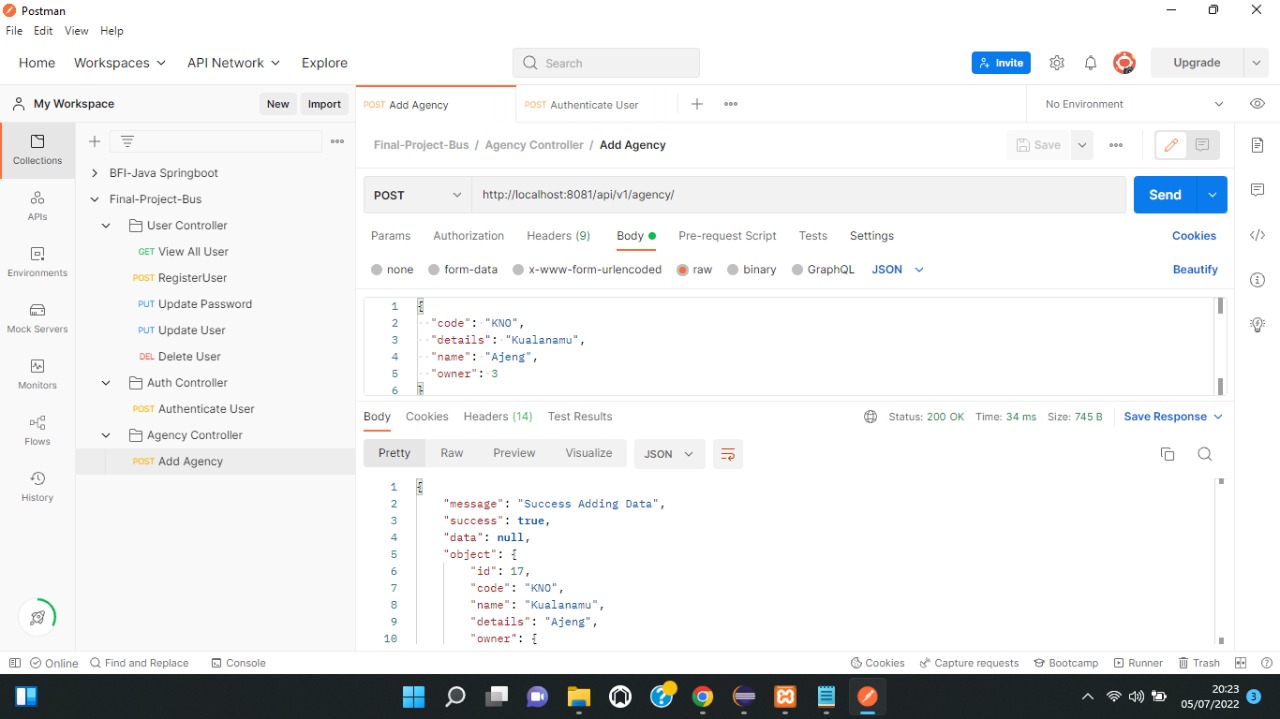 Postman
File Edit View Help
Home Workspaces API Network Explore
Search
Invite
Upgrade
My Workspace
New Import
POST Add Agency
POST Authenticate User
No Environment
Collections
APIs
Environments
Mock Servers
Monitors
Flows
History
BFI-Java Springboot
Final-Project-Bus
User Controller
GET View All User
POST RegisterUser
PUT Update Password
PUT Update User
DEL Delete User
Auth Controller
POST Authenticate User
Agency Controller
POST Add Agency
Final-Project-Bus / Agency Controller / Add Agency
Save
POST http://localhost:8081/api/v1/agency/
Send
Params Authorization Headers (9) Body Pre-request Script Tests Settings
Cookies
none form-data x-www-form-urlencoded raw binary GraphQL JSON
Beautify
1 {
2 "code": "KNO",
3 "details": "Kualanamu",
4 "name": "Ajeng",
5 "owner": 3
6 }
Body Cookies Headers (14) Test Results
Status: 200 OK Time: 34 ms Size: 745 B Save Response
Pretty Raw Preview Visualize JSON
1 {
2 "message": "Success Adding Data",
3 "success": true,
4 "data": null,
5 "object": {
6 "id": 17,
7 "code": "KNO",
8 "name": "Kualanamu",
9 "details": "Ajeng",
10 "owner": {
Online Find and Replace Console
Cookies Capture requests Bootcamp Runner Trash
20:23
05/07/2022
3